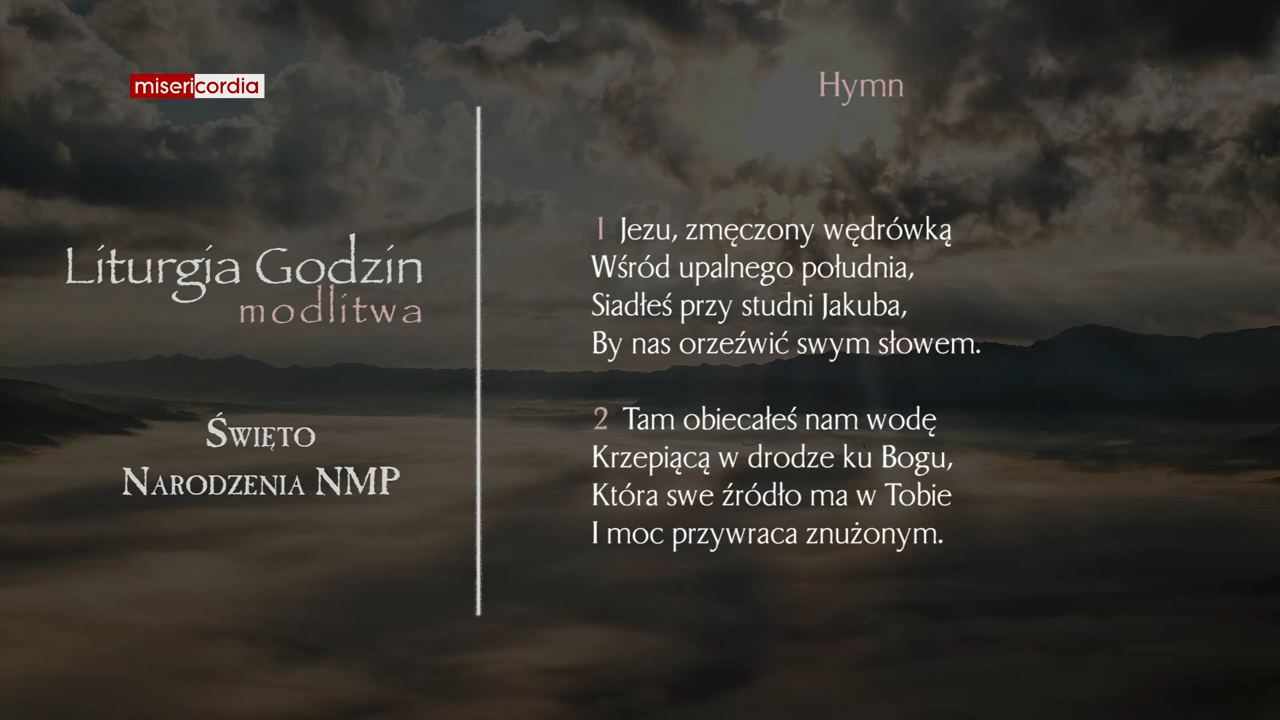 misericordia
Liturgia Godzin
modlitwa
Święto
Narodzenia NMP
Hymn
1 Jezu, zmęczony wędrówką
Wśród upalnego południa,
Siadłeś przy studni Jakuba,
By nas orzeźwić swym słowem.
2 Tam obiecałeś nam wodę
Krzepiącą w drodze ku Bogu,
Która swe źródło ma w Tobie
I moc przywraca znużonym.